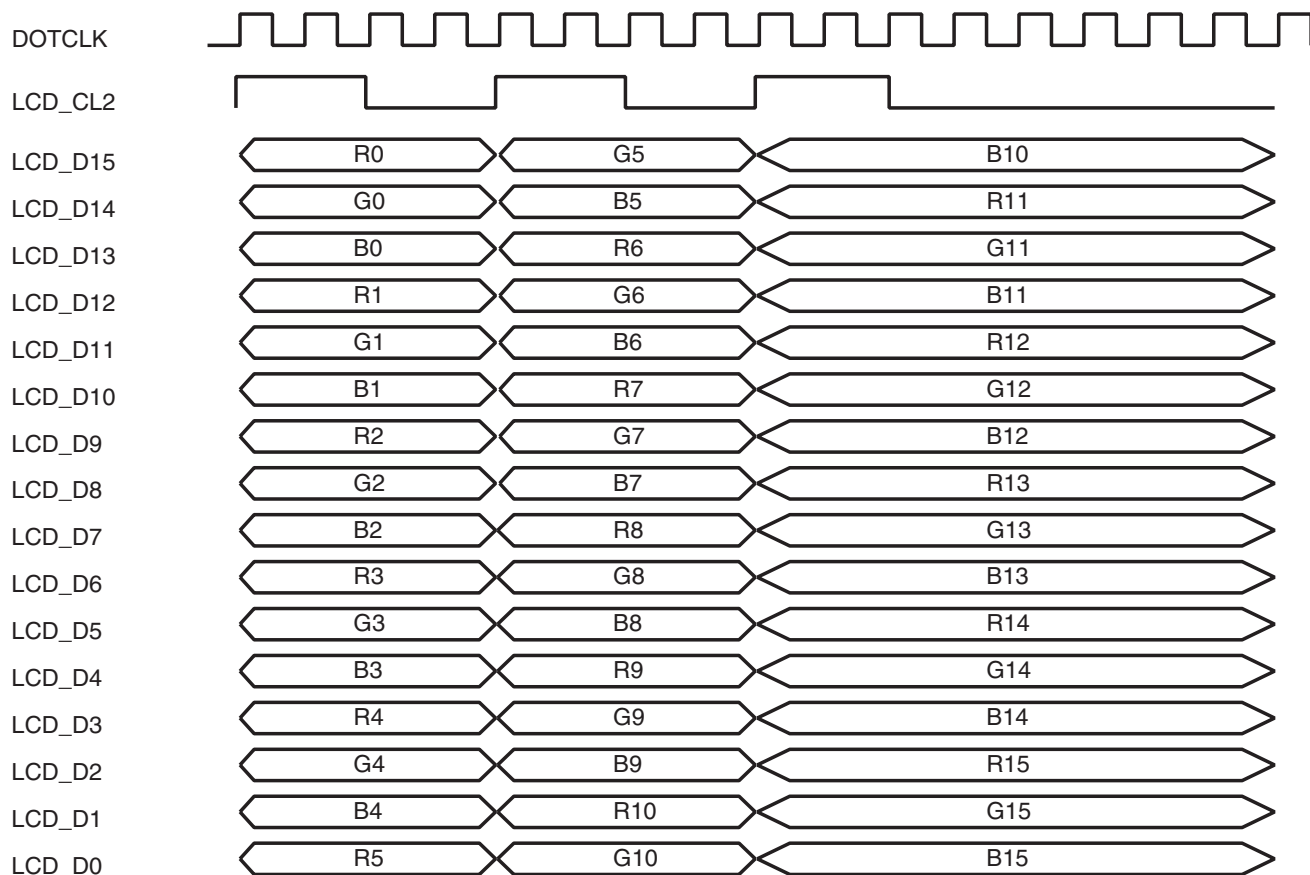 DOTCLK
LCD_CL2
LCD_D15 R0 G5 B10
LCD_D14 G0 B5 R11
LCD_D13 B0 R6 G11
LCD_D12 R1 G6 B11
LCD_D11 G1 B6 R12
LCD_D10 B1 R7 G12
LCD_D9 R2 G7 B12
LCD_D8 G2 B7 R13
LCD_D7 B2 R8 G13
LCD_D6 R3 G8 B13
LCD_D5 G3 B8 R14
LCD_D4 B3 R9 G14
LCD_D3 R4 G9 B14
LCD_D2 G4 B9 R15
LCD_D1 B4 R10 G15
LCD_D0 R5 G10 B15